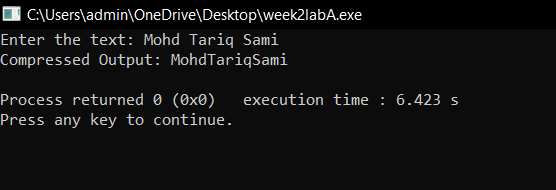 C:\Users\admin\OneDrive\Desktop\week2labA.exe
Enter the text: Mohd Tariq Sami
Compressed Output: MohdTariqSami
Process returned 0 (0x0)   execution time : 6.423 s
Press any key to continue.